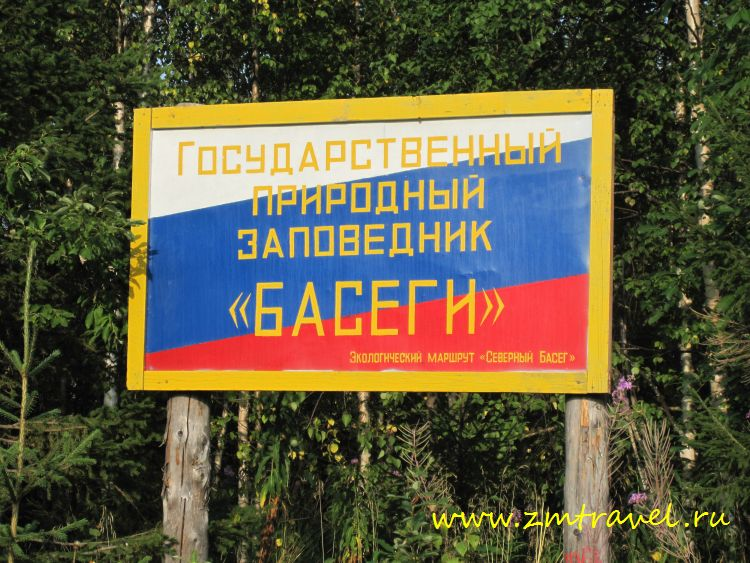 Государственный
природный
заповедник
«Басеги»
Экологический маршрут «Северный Басег»
www.zmtravel.ru